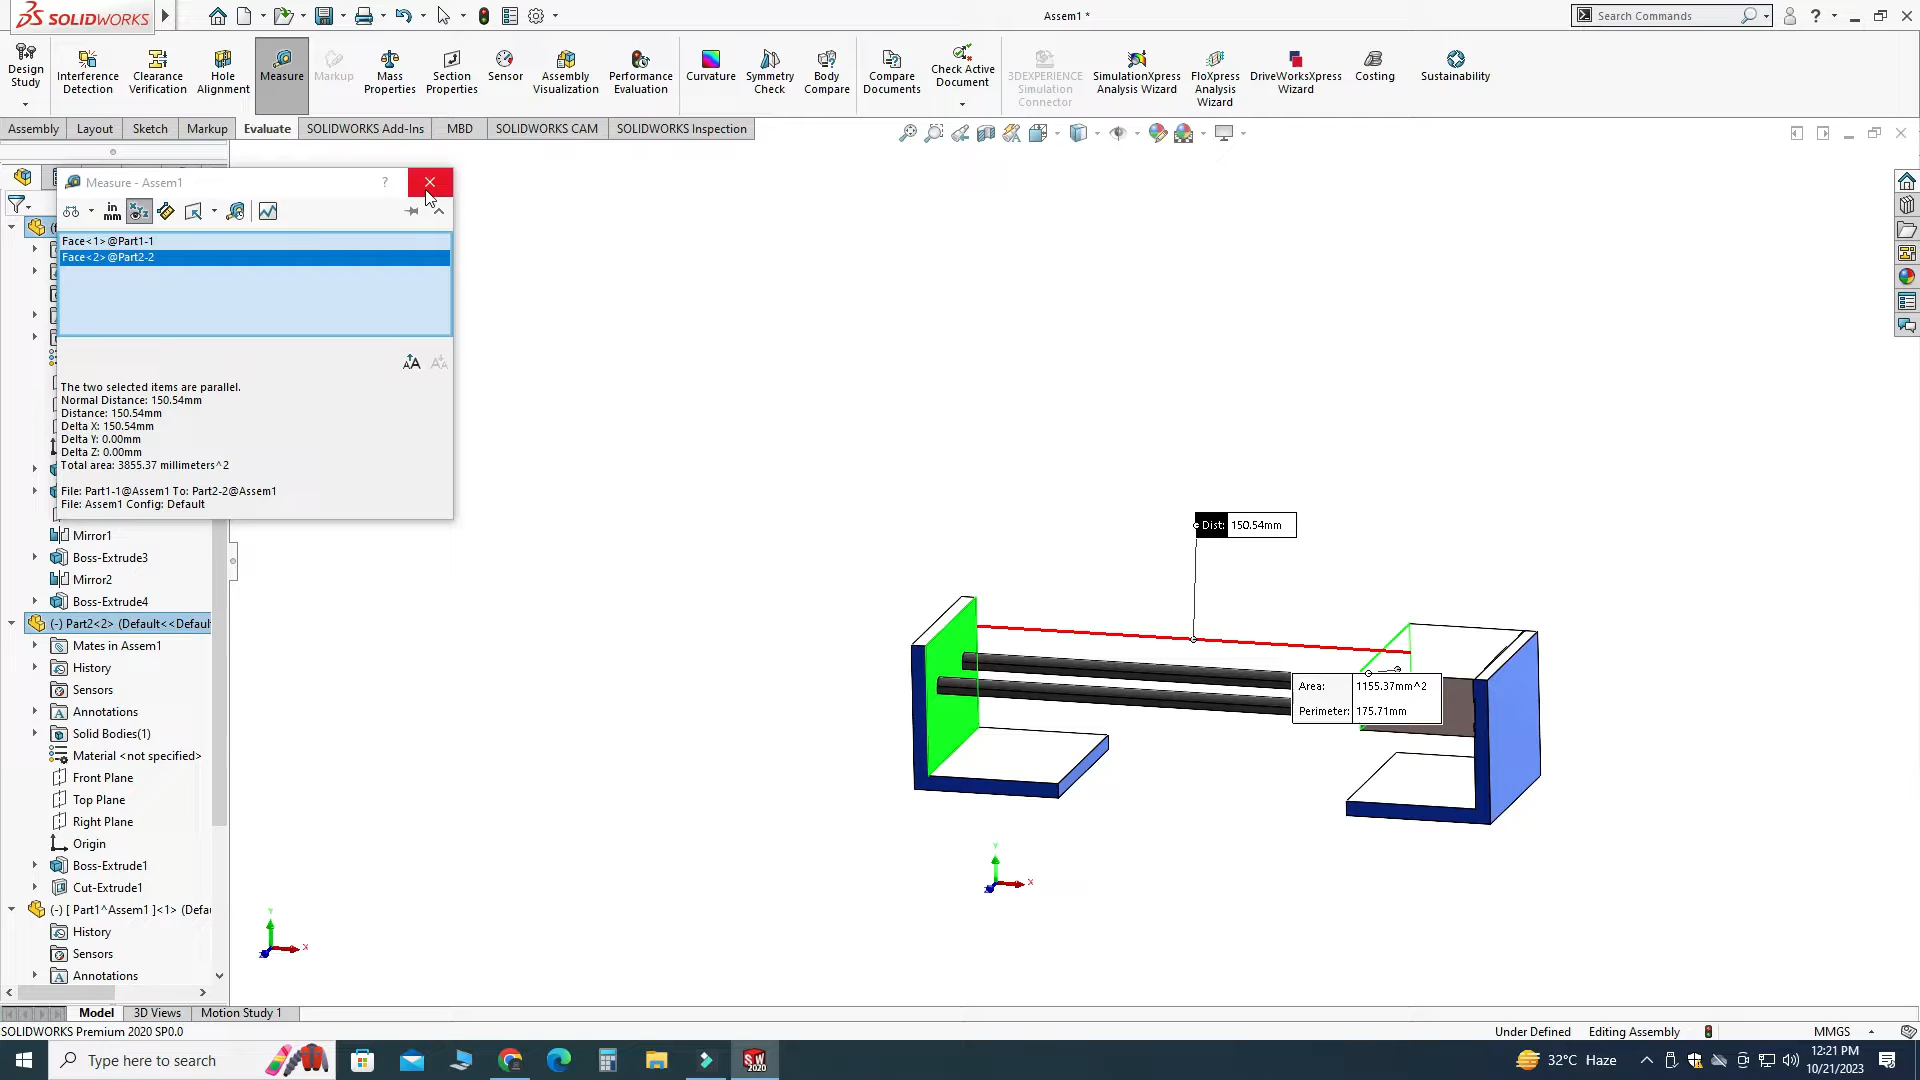 SOLIDWORKS
Assem1 *
Search Commands
Design Study
Interference Detection
Clearance Verification
Hole Alignment
Measure
Markup
Mass Properties
Section Properties
Sensor
Assembly Visualization
Performance Evaluation
Curvature
Symmetry Check
Body Compare
Compare Documents
Check Active Document
3DEXPERIENCE Simulation Connector
SimulationXpress Analysis Wizard
FloXpress Analysis Wizard
DriveWorksXpress Wizard
Costing
Sustainability
Assembly
Layout
Sketch
Markup
Evaluate
SOLIDWORKS Add-Ins
MBD
SOLIDWORKS CAM
SOLIDWORKS Inspection
Measure - Assem1
in
mm
Face<1>@Part1-1
Face<2>@Part2-2
The two selected items are parallel.
Normal Distance: 150.54mm
Distance: 150.54mm
Delta X: 150.54mm
Delta Y: 0.00mm
Delta Z: 0.00mm
Total area: 3855.37 millimeters^2
File: Part1-1@Assem1 To: Part2-2@Assem1
File: Assem1 Config: Default
Mirror1
Boss-Extrude3
Mirror2
Boss-Extrude4
(-) Part2<2> (Default<<Defaul
Mates in Assem1
History
Sensors
Annotations
Solid Bodies(1)
Material <not specified>
Front Plane
Top Plane
Right Plane
Origin
Boss-Extrude1
Cut-Extrude1
(-) [ Part1^Assem1 ]<1> (Defau
History
Sensors
Annotations
Dist: 150.54mm
Area: 1155.37mm^2
Perimeter: 175.71mm
Y
X
Y
X
Model
3D Views
Motion Study 1
SOLIDWORKS Premium 2020 SP0.0
Under Defined
Editing Assembly
MMGS
Type here to search
SW
2020
32°C Haze
12:21 PM
10/21/2023